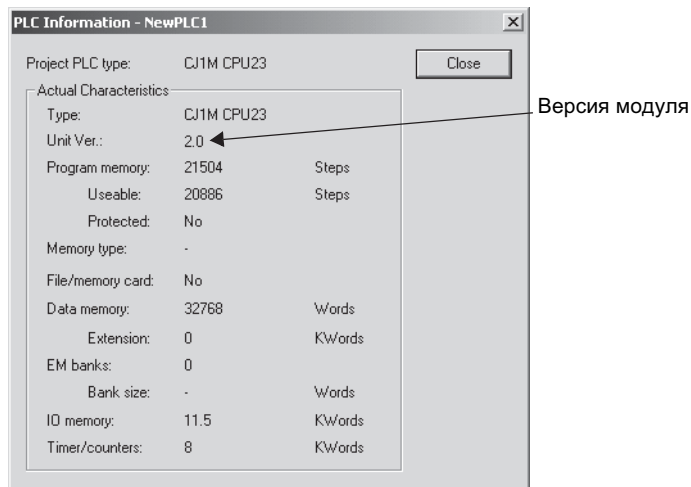 PLC Information - NewPLC1
Project PLC type: CJ1M CPU23 Close
Actual Characteristics
Type: CJ1M CPU23
Версия модуля
Unit Ver.: 2.0
Program memory: 21504 Steps
Useable: 20886 Steps
Protected: No
Memory type: -
File/memory card: No
Data memory: 32768 Words
Extension: 0 KWords
EM banks: 0
Bank size: - Words
IO memory: 11.5 KWords
Timer/counters: 8 KWords